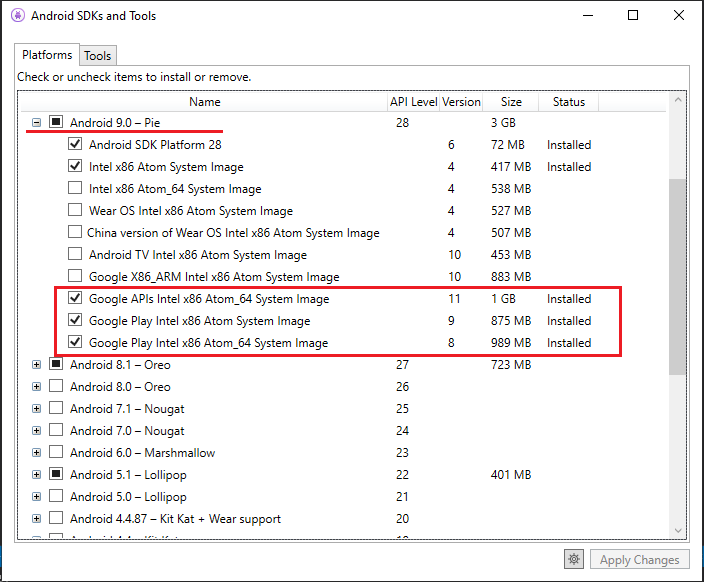 Android SDKs and Tools
Platforms Tools
Check or uncheck items to install or remove.
Name API Level Version Size Status
Android 9.0 – Pie 28 3 GB
Android SDK Platform 28 6 72 MB Installed
Intel x86 Atom System Image 4 417 MB Installed
Intel x86 Atom_64 System Image 4 538 MB
Wear OS Intel x86 Atom System Image 4 527 MB
China version of Wear OS Intel x86 Atom System Image 4 507 MB
Android TV Intel x86 Atom System Image 10 453 MB
Google X86_ARM Intel x86 Atom System Image 10 883 MB
Google APIs Intel x86 Atom_64 System Image 11 1 GB Installed
Google Play Intel x86 Atom System Image 9 875 MB Installed
Google Play Intel x86 Atom_64 System Image 8 989 MB Installed
Android 8.1 – Oreo 27 723 MB
Android 8.0 – Oreo 26
Android 7.1 – Nougat 25
Android 7.0 – Nougat 24
Android 6.0 – Marshmallow 23
Android 5.1 – Lollipop 22 401 MB
Android 5.0 – Lollipop 21
Android 4.4.87 – Kit Kat + Wear support 20
Apply Changes